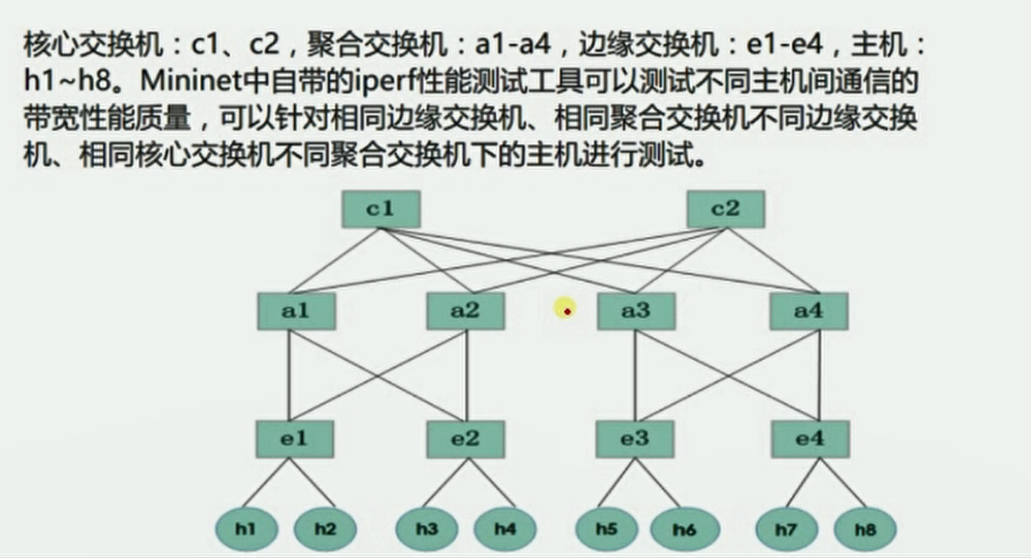 核心交换机：c1、c2，聚合交换机：a1-a4，边缘交换机：e1-e4，主机：
h1~h8。Mininet中自带的iperf性能测试工具可以测试不同主机间通信的
带宽性能质量，可以针对相同边缘交换机、相同聚合交换机不同边缘交换
机、相同核心交换机不同聚合交换机下的主机进行测试。
c1 c2
a1 a2 a3 a4
e1 e2 e3 e4
h1 h2 h3 h4 h5 h6 h7 h8